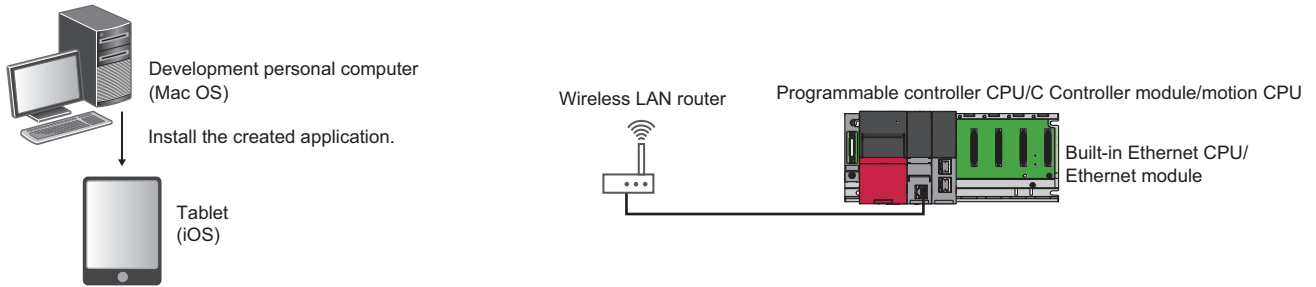 Development personal computer
(Mac OS)
Install the created application.
Tablet
(iOS)
Wireless LAN router
Programmable controller CPU/C Controller module/motion CPU
Built-in Ethernet CPU/
Ethernet module